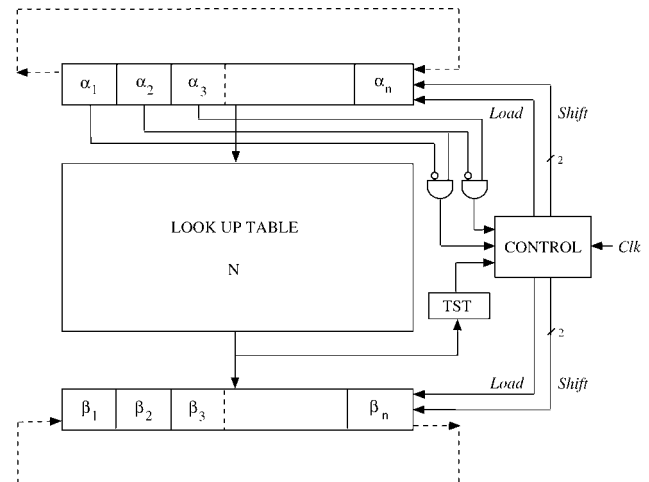 α1 α2 α3 αn
Load Shift
2
LOOK UP TABLE
N
CONTROL
Clk
TST
2
Load Shift
β1 β2 β3 βn